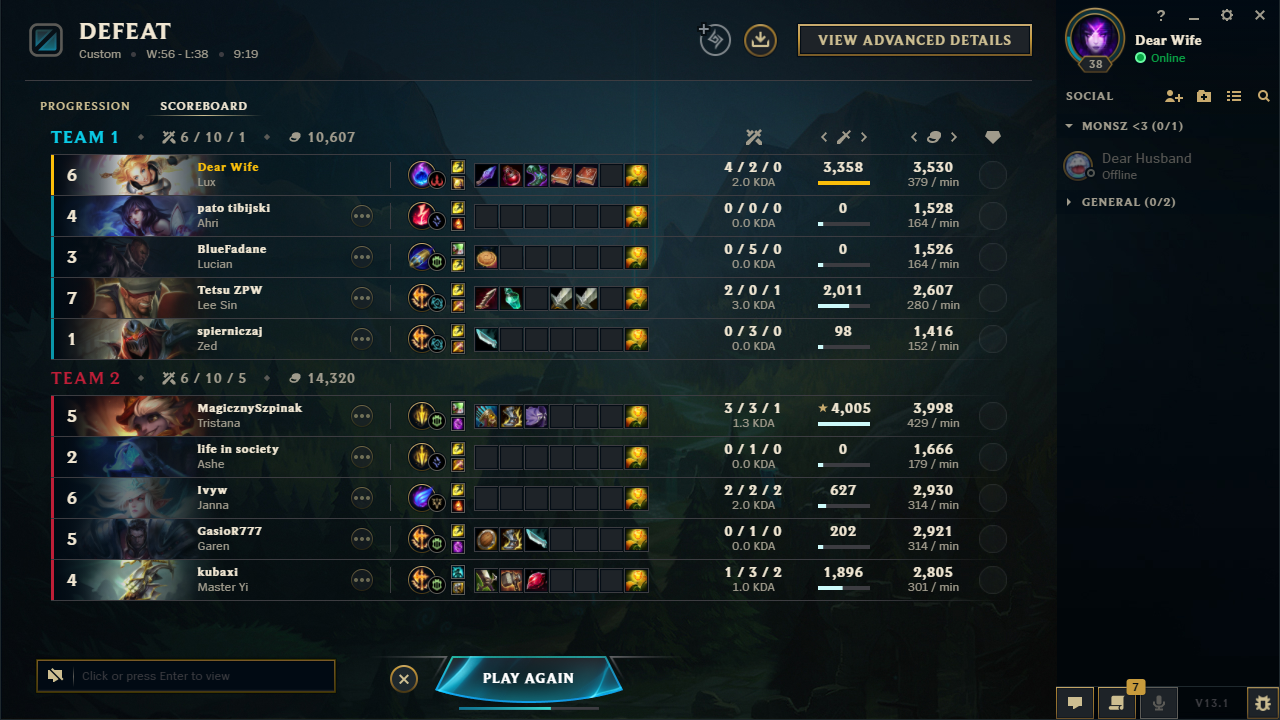 DEFEAT
Custom • W:56 - L:38 • 9:19
VIEW ADVANCED DETAILS
?
Dear Wife
Online
38
SOCIAL
MONSZ <3 (0/1)
Dear Husband
Offline
GENERAL (0/2)
PROGRESSION SCOREBOARD
TEAM 1 6 / 10 / 1 10,607
6 Dear Wife 4 / 2 / 0 3,358 3,530
Lux 2.0 KDA 379 / min
4 pato tibijski 0 / 0 / 0 0 1,528
Ahri 0.0 KDA 164 / min
3 BlueFadane 0 / 5 / 0 0 1,526
Lucian 0.0 KDA 164 / min
7 Tetsu ZPW 2 / 0 / 1 2,011 2,607
Lee Sin 3.0 KDA 280 / min
1 spierniczaj 0 / 3 / 0 98 1,416
Zed 0.0 KDA 152 / min
TEAM 2 6 / 10 / 5 14,320
5 MagicznySzpinak 3 / 3 / 1 4,005 3,998
Tristana 1.3 KDA 429 / min
2 life in society 0 / 1 / 0 0 1,666
Ashe 0.0 KDA 179 / min
6 Ivyw 2 / 2 / 2 627 2,930
Janna 2.0 KDA 314 / min
5 GasioR777 0 / 1 / 0 202 2,921
Garen 0.0 KDA 314 / min
4 kubaxi 1 / 3 / 2 1,896 2,805
Master Yi 1.0 KDA 301 / min
Click or press Enter to view
PLAY AGAIN
7
V13.1